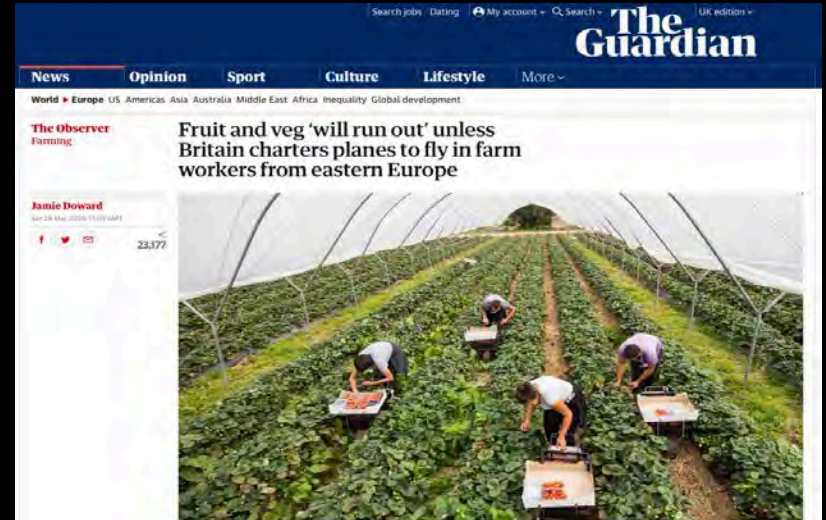 Search jobs Dating My account Search UK edition
The
Guardian
News Opinion Sport Culture Lifestyle More
World Europe US Americas Asia Australia Middle East Africa Inequality Global development
The Observer
Farming
Fruit and veg ‘will run out’ unless
Britain charters planes to fly in farm
workers from eastern Europe
Jamie Doward
23,177